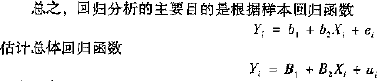 总之，回归分析的主要目的是根据样本回归函数
Yᵢ = b₁ + b₂Xᵢ + eᵢ
估计总体回归函数
Yᵢ = B₁ + B₂Xᵢ + uᵢ